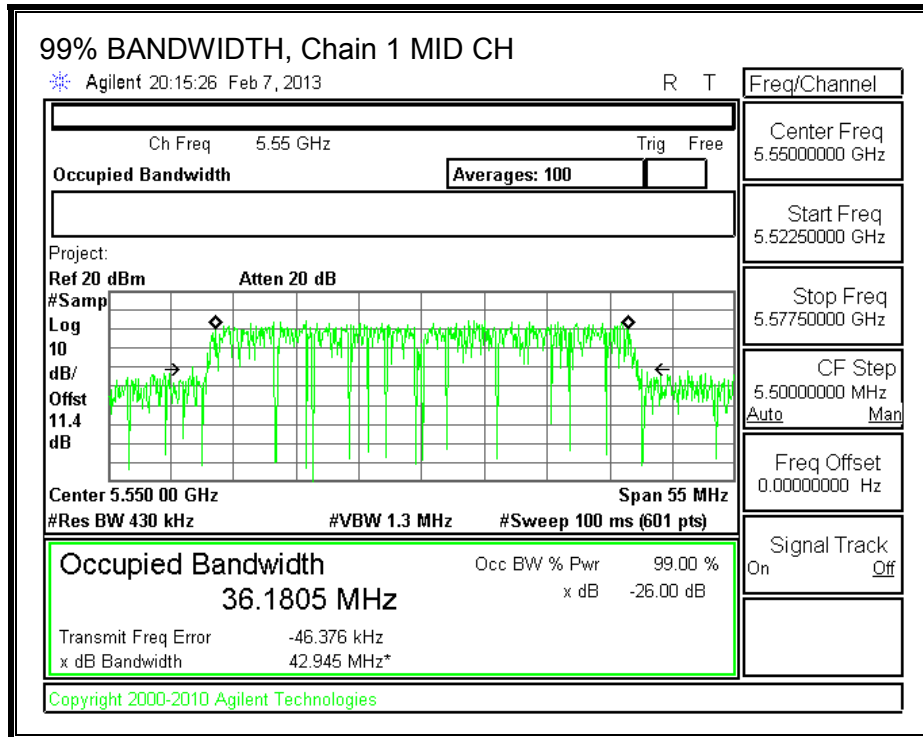 99% BANDWIDTH, Chain 1 MID CH
Agilent 20:15:26 Feb 7, 2013 R T
Freq/Channel
Ch Freq 5.55 GHz Trig Free
Occupied Bandwidth Averages: 100
Center Freq
5.55000000 GHz
Start Freq
5.52250000 GHz
Stop Freq
5.57750000 GHz
CF Step
5.50000000 MHz
Auto Man
Freq Offset
0.00000000 Hz
Signal Track
On Off
Project:
Ref 20 dBm Atten 20 dB
#Samp
Log
10
dB/
Offst
11.4
dB
Center 5.550 00 GHz Span 55 MHz
#Res BW 430 kHz #VBW 1.3 MHz #Sweep 100 ms (601 pts)
Occupied Bandwidth Occ BW % Pwr 99.00 %
36.1805 MHz x dB -26.00 dB
Transmit Freq Error -46.376 kHz
x dB Bandwidth 42.945 MHz*
Copyright 2000-2010 Agilent Technologies